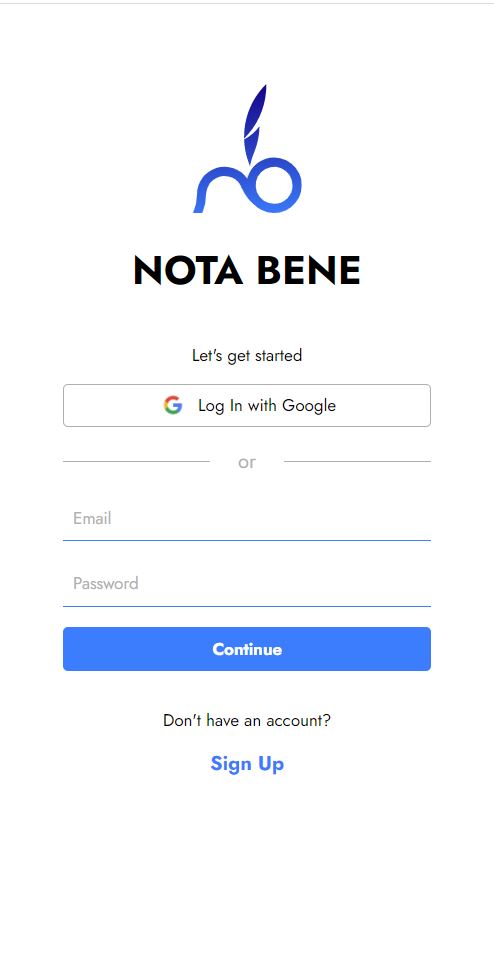 NOTA BENE
Let's get started
Log In with Google
or
Email
Password
Continue
Don't have an account?
Sign Up